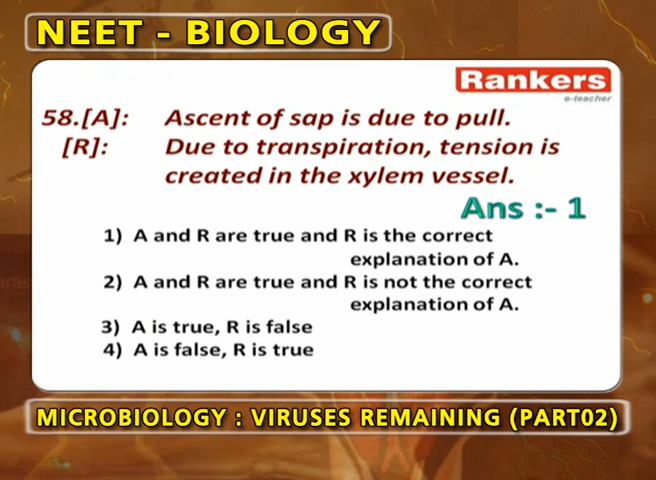 NEET - BIOLOGY
Rankers
e-teacher
58.[A]: Ascent of sap is due to pull.
[R]: Due to transpiration, tension is
created in the xylem vessel.
Ans :- 1
1) A and R are true and R is the correct
explanation of A.
2) A and R are true and R is not the correct
explanation of A.
3) A is true, R is false
4) A is false, R is true
MICROBIOLOGY : VIRUSES REMAINING (PART02)